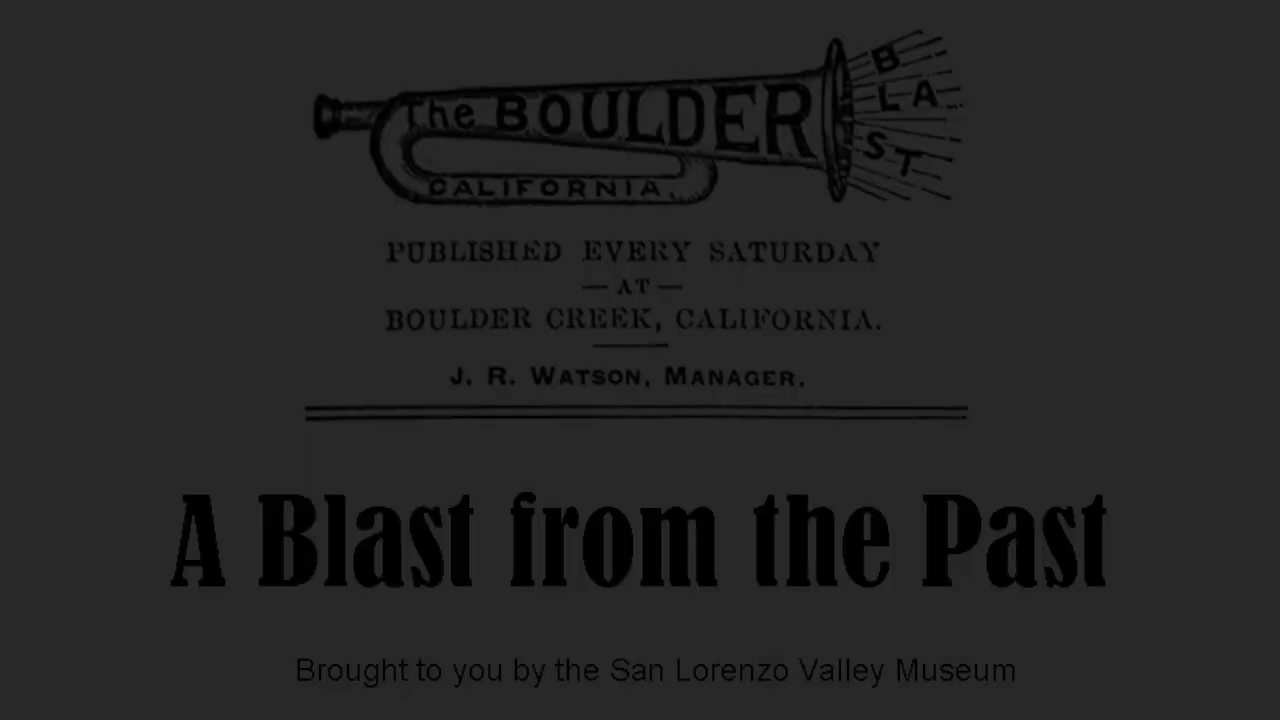 The BOULDER
BLAST
CALIFORNIA.
PUBLISHED EVERY SATURDAY
— AT —
BOULDER CREEK, CALIFORNIA.
J. R. WATSON, MANAGER.
A Blast from the Past
Brought to you by the San Lorenzo Valley Museum